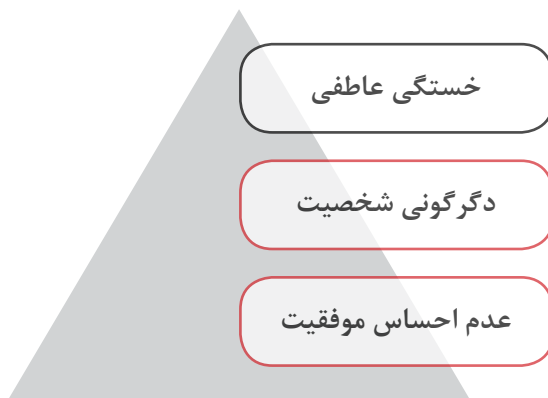 خستگی عاطفی
دگرگونی شخصیت
عدم احساس موفقیت